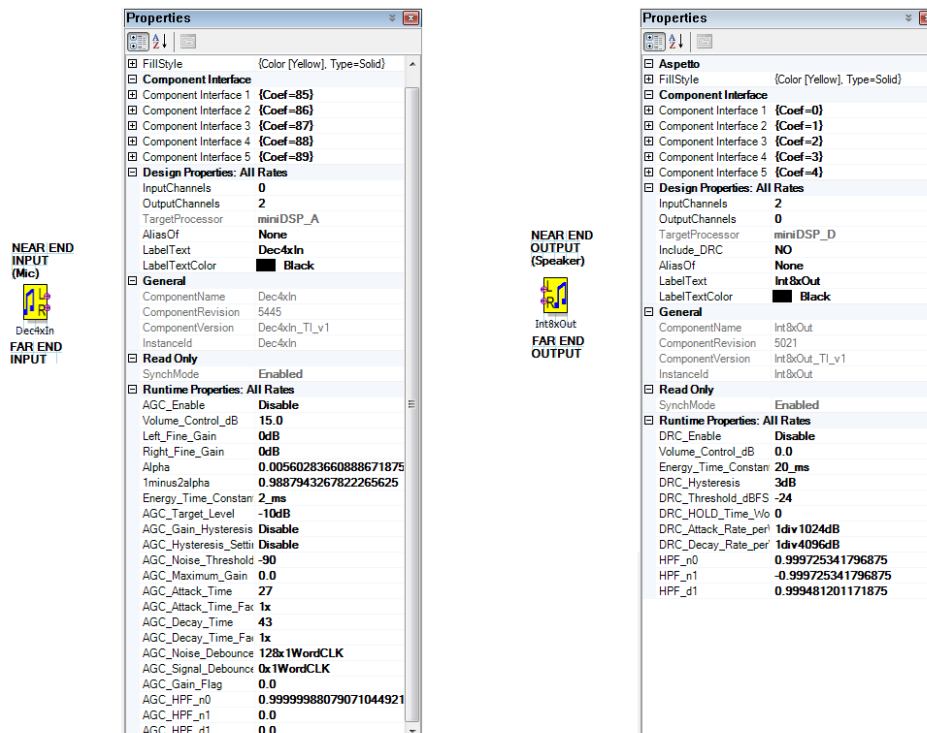 Properties
FillStyle {Color [Yellow], Type=Solid}
Component Interface
Component Interface 1 {Coef=85}
Component Interface 2 {Coef=86}
Component Interface 3 {Coef=87}
Component Interface 4 {Coef=88}
Component Interface 5 {Coef=89}
Design Properties: All Rates
InputChannels 0
OutputChannels 2
TargetProcessor miniDSP_A
AliasOf None
LabelText Dec4xIn
LabelTextColor Black
General
ComponentName Dec4xIn
ComponentRevision 5445
ComponentVersion Dec4xIn_TI_v1
InstanceId Dec4xIn
Read Only
SynchMode Enabled
Runtime Properties: All Rates
AGC_Enable Disable
Volume_Control_dB 15.0
Left_Fine_Gain 0dB
Right_Fine_Gain 0dB
Alpha 0.00560283660888671875
1minus2alpha 0.9887943267822265625
Energy_Time_Constan 2_ms
AGC_Target_Level -10dB
AGC_Gain_Hysteresis Disable
AGC_Hysteresis_Setti Disable
AGC_Noise_Threshold -90
AGC_Maximum_Gain 0.0
AGC_Attack_Time 27
AGC_Attack_Time_Fac 1x
AGC_Decay_Time 43
AGC_Decay_Time_Fac 1x
AGC_Noise_Debounce 128x1WordCLK
AGC_Signal_Debounce 0x1WordCLK
AGC_Gain_Flag 0.0
AGC_HPF_n0 0.99999988079071044921
AGC_HPF_n1 0.0
AGC_HPF_d1 0.0
NEAR END
INPUT
(Mic)
L
R
Dec4xIn
FAR END
INPUT
Properties
Aspetto
FillStyle {Color [Yellow], Type=Solid}
Component Interface
Component Interface 1 {Coef=0}
Component Interface 2 {Coef=1}
Component Interface 3 {Coef=2}
Component Interface 4 {Coef=3}
Component Interface 5 {Coef=4}
Design Properties: All Rates
InputChannels 2
OutputChannels 0
TargetProcessor miniDSP_D
Include_DRC NO
AliasOf None
LabelText Int8xOut
LabelTextColor Black
General
ComponentName Int8xOut
ComponentRevision 5021
ComponentVersion Int8xOut_TI_v1
InstanceId Int8xOut
Read Only
SynchMode Enabled
Runtime Properties: All Rates
DRC_Enable Disable
Volume_Control_dB 0.0
Energy_Time_Constan 20_ms
DRC_Hysteresis 3dB
DRC_Threshold_dBFS -24
DRC_HOLD_Time_Wo 0
DRC_Attack_Rate_per 1div1024dB
DRC_Decay_Rate_per 1div4096dB
HPF_n0 0.999725341796875
HPF_n1 -0.999725341796875
HPF_d1 0.999481201171875
NEAR END
OUTPUT
(Speaker)
L
R
Int8xOut
FAR END
OUTPUT